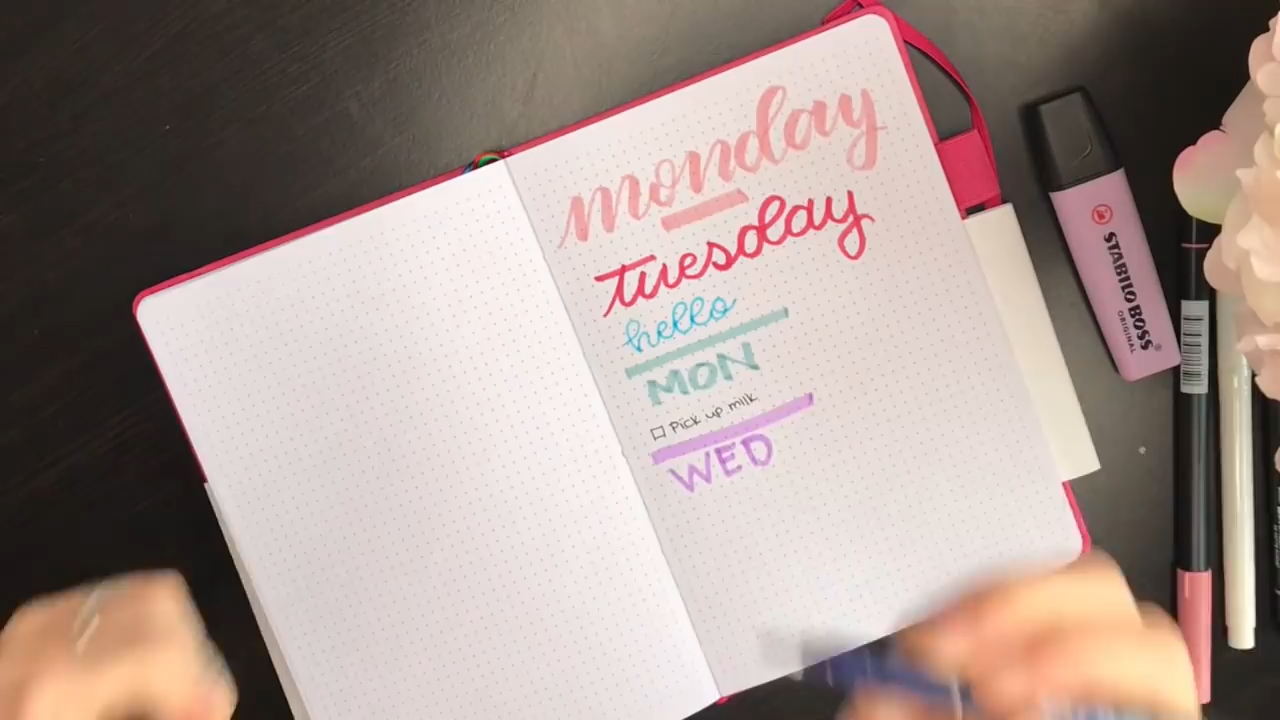 monday
tuesday
hello
MON
Pick up milk
WED
STABILO BOSS®
ORIGINAL